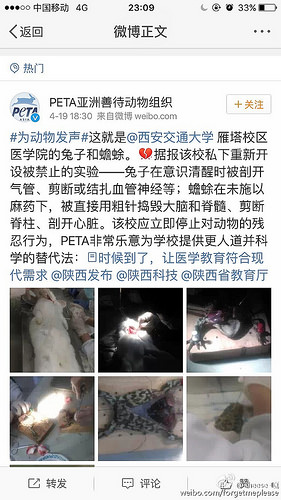 中国移动 4G 23:09 33%
返回 微博正文
热门
PETA亚洲善待动物组织
+关注
4-19 18:30 来自微博 weibo.com
#为动物发声#这就是@西安交通大学 雁塔校区
医学院的兔子和蟾蜍。💔据报该校私下重新开
设被禁止的实验——兔子在意识清醒时被剖开
气管、剪断或结扎血管神经等；蟾蜍在未施以
麻药下，被直接用粗针捣毁大脑和脊髓、剪断
脊柱、剖开心脏。该校应立即停止对动物的残
忍行为，PETA非常乐意为学校提供更人道并科
学的替代法：时候到了，让医学教育符合现
代需求 @陕西发布 @陕西科技 @陕西省教育厅
转发 评论 赞
weibo.com/forgetmeplease